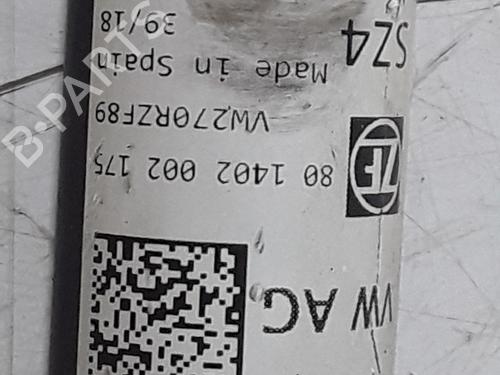 VW AG
80 1402 002 175
VW270RZF89
Made in Spain
39/18
SZ4
ZF
B-PARTS